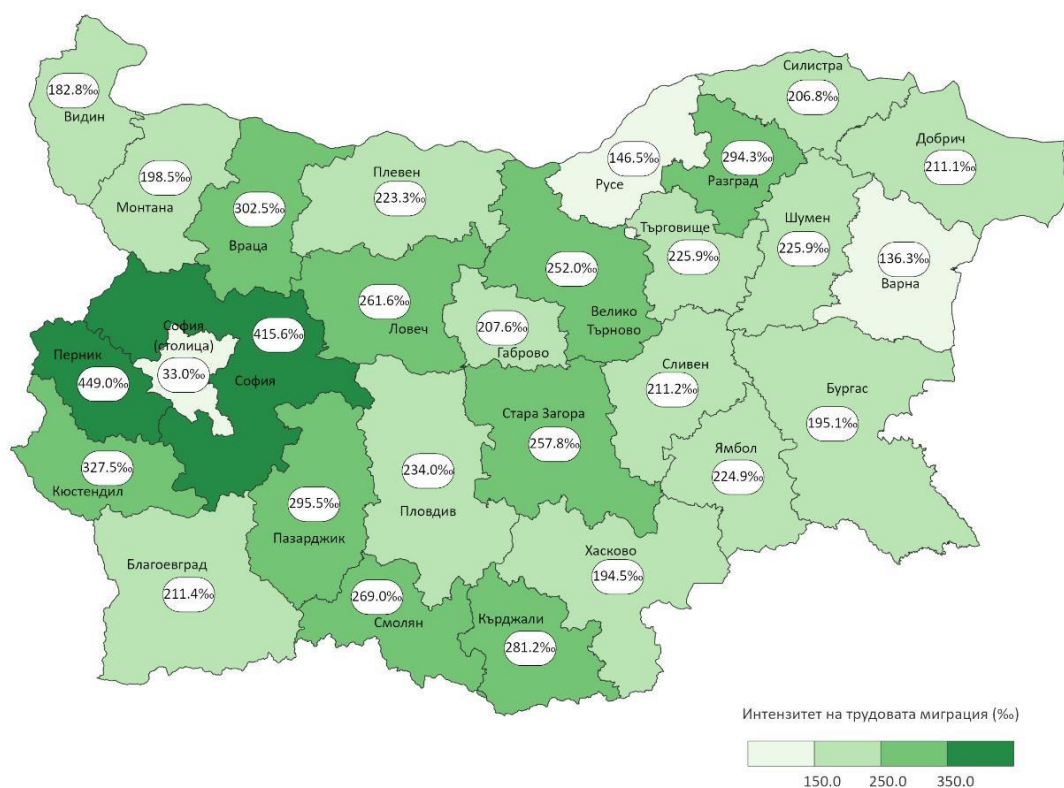 Силистра
206.8‰
182.8‰
Видин
Добрич
211.1‰
146.5‰
Русе
294.3‰
Разград
198.5‰
Монтана
Плевен
223.3‰
302.5‰
Враца
Търговище
225.9‰
Шумен
225.9‰
136.3‰
Варна
252.0‰
Велико
Търново
261.6‰
Ловеч
207.6‰
Габрово
София
(столица)
33.0‰
415.6‰
София
Перник
449.0‰
Сливен
211.2‰
Бургас
195.1‰
Стара Загора
257.8‰
Ямбол
224.9‰
327.5‰
Кюстендил
234.0‰
Пловдив
295.5‰
Пазарджик
Хасково
194.5‰
Благоевград
211.4‰
269.0‰
Смолян
Кърджали
281.2‰
Интензитет на трудовата миграция (‰)
150.0 250.0 350.0